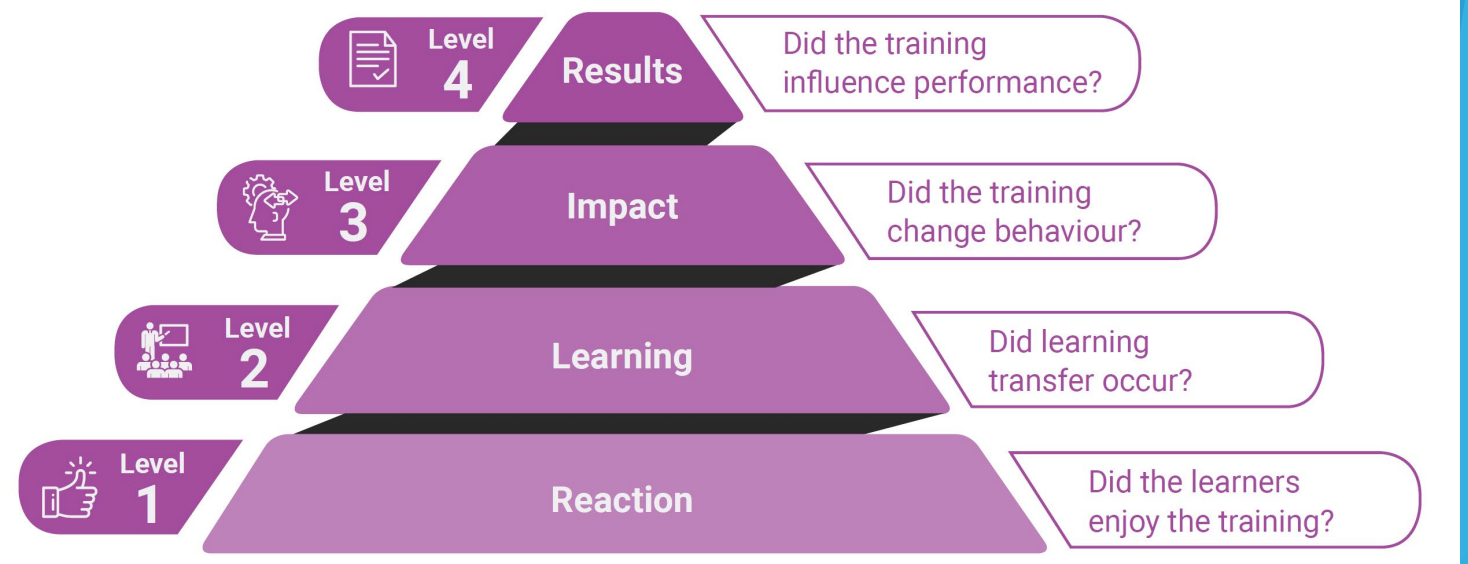 Level
4
Results
Did the training
influence performance?
Level
3
Impact
Did the training
change behaviour?
Level
2
Learning
Did learning
transfer occur?
Level
1
Reaction
Did the learners
enjoy the training?